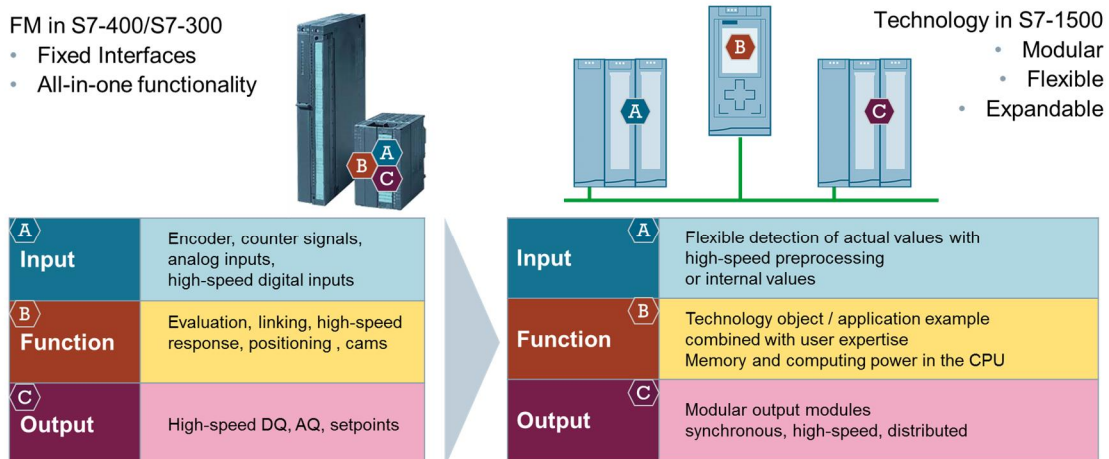 FM in S7-400/S7-300
• Fixed Interfaces
• All-in-one functionality
B
A
C
A
B
C
Technology in S7-1500
• Modular
• Flexible
• Expandable
A
Input
Encoder, counter signals,
analog inputs,
high-speed digital inputs
B
Function
Evaluation, linking, high-speed
response, positioning , cams
C
Output
High-speed DQ, AQ, setpoints
A
Input
Flexible detection of actual values with
high-speed preprocessing
or internal values
B
Function
Technology object / application example
combined with user expertise
Memory and computing power in the CPU
C
Output
Modular output modules
synchronous, high-speed, distributed